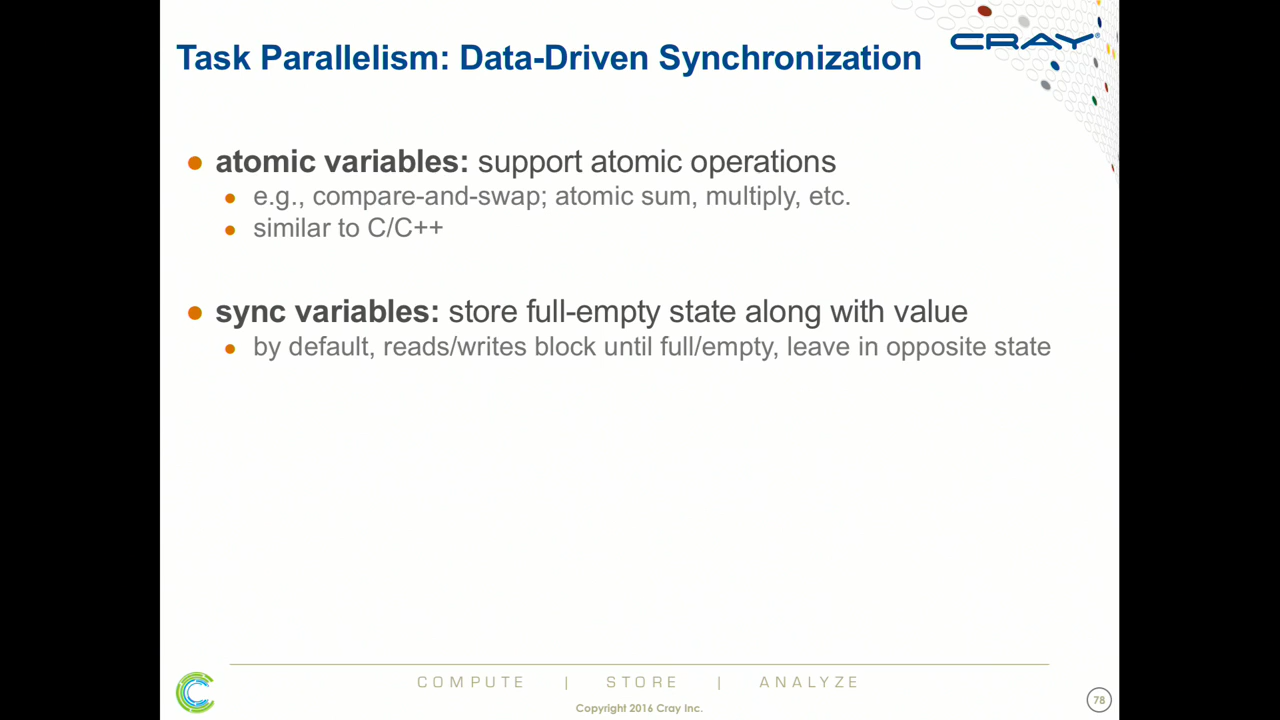 Task Parallelism: Data-Driven Synchronization
CRAY®
● atomic variables: support atomic operations
● e.g., compare-and-swap; atomic sum, multiply, etc.
● similar to C/C++
● sync variables: store full-empty state along with value
● by default, reads/writes block until full/empty, leave in opposite state
COMPUTE | STORE | ANALYZE
Copyright 2016 Cray Inc.
78